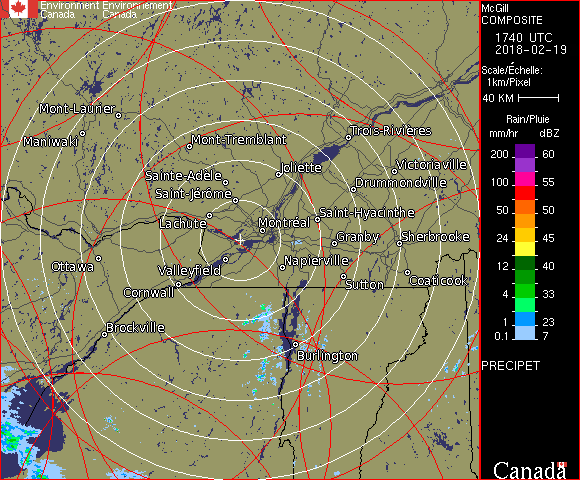 Environment Environnement
Canada Canada
McGill
COMPOSITE
1740 UTC
2018-02-19
Scale/Échelle:
1km/Pixel
40 KM
Rain/Pluie
mm/hr dBZ
200 60
155 55
100 55
50 50
24 45
12 40
4 33
1 23
0.1 7
PRECIPET
Mont-Laurier
Maniwaki
Mont-Tremblant
Trois-Rivières
Sainte-Adèle
Joliette
Victoriaville
Saint-Jérôme
Drummondville
Lachute
Montréal
Saint-Hyacinthe
Granby
Sherbrooke
Ottawa
Valleyfield
Napierville
Cornwall
Sutton
Coaticook
Brockville
Burlington
Canada